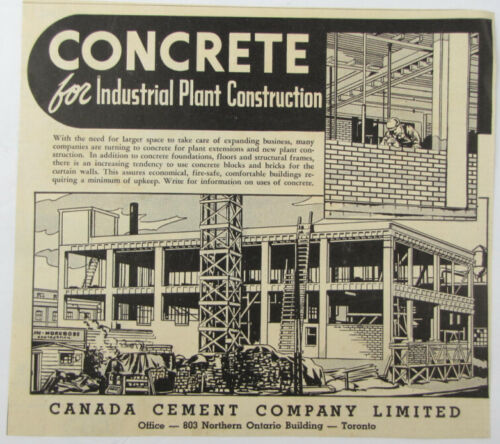 CONCRETE
for Industrial Plant Construction
With the need for larger space to take care of expanding business, many
companies are turning to concrete for plant extensions and new plant con-
struction. In addition to concrete foundations, floors and structural frames,
there is an increasing tendency to use concrete blocks and bricks for the
curtain walls. This assures economical, fire-safe, comfortable buildings re-
quiring a minimum of upkeep. Write for information on uses of concrete.
CANADA CEMENT COMPANY LIMITED
Office — 803 Northern Ontario Building — Toronto